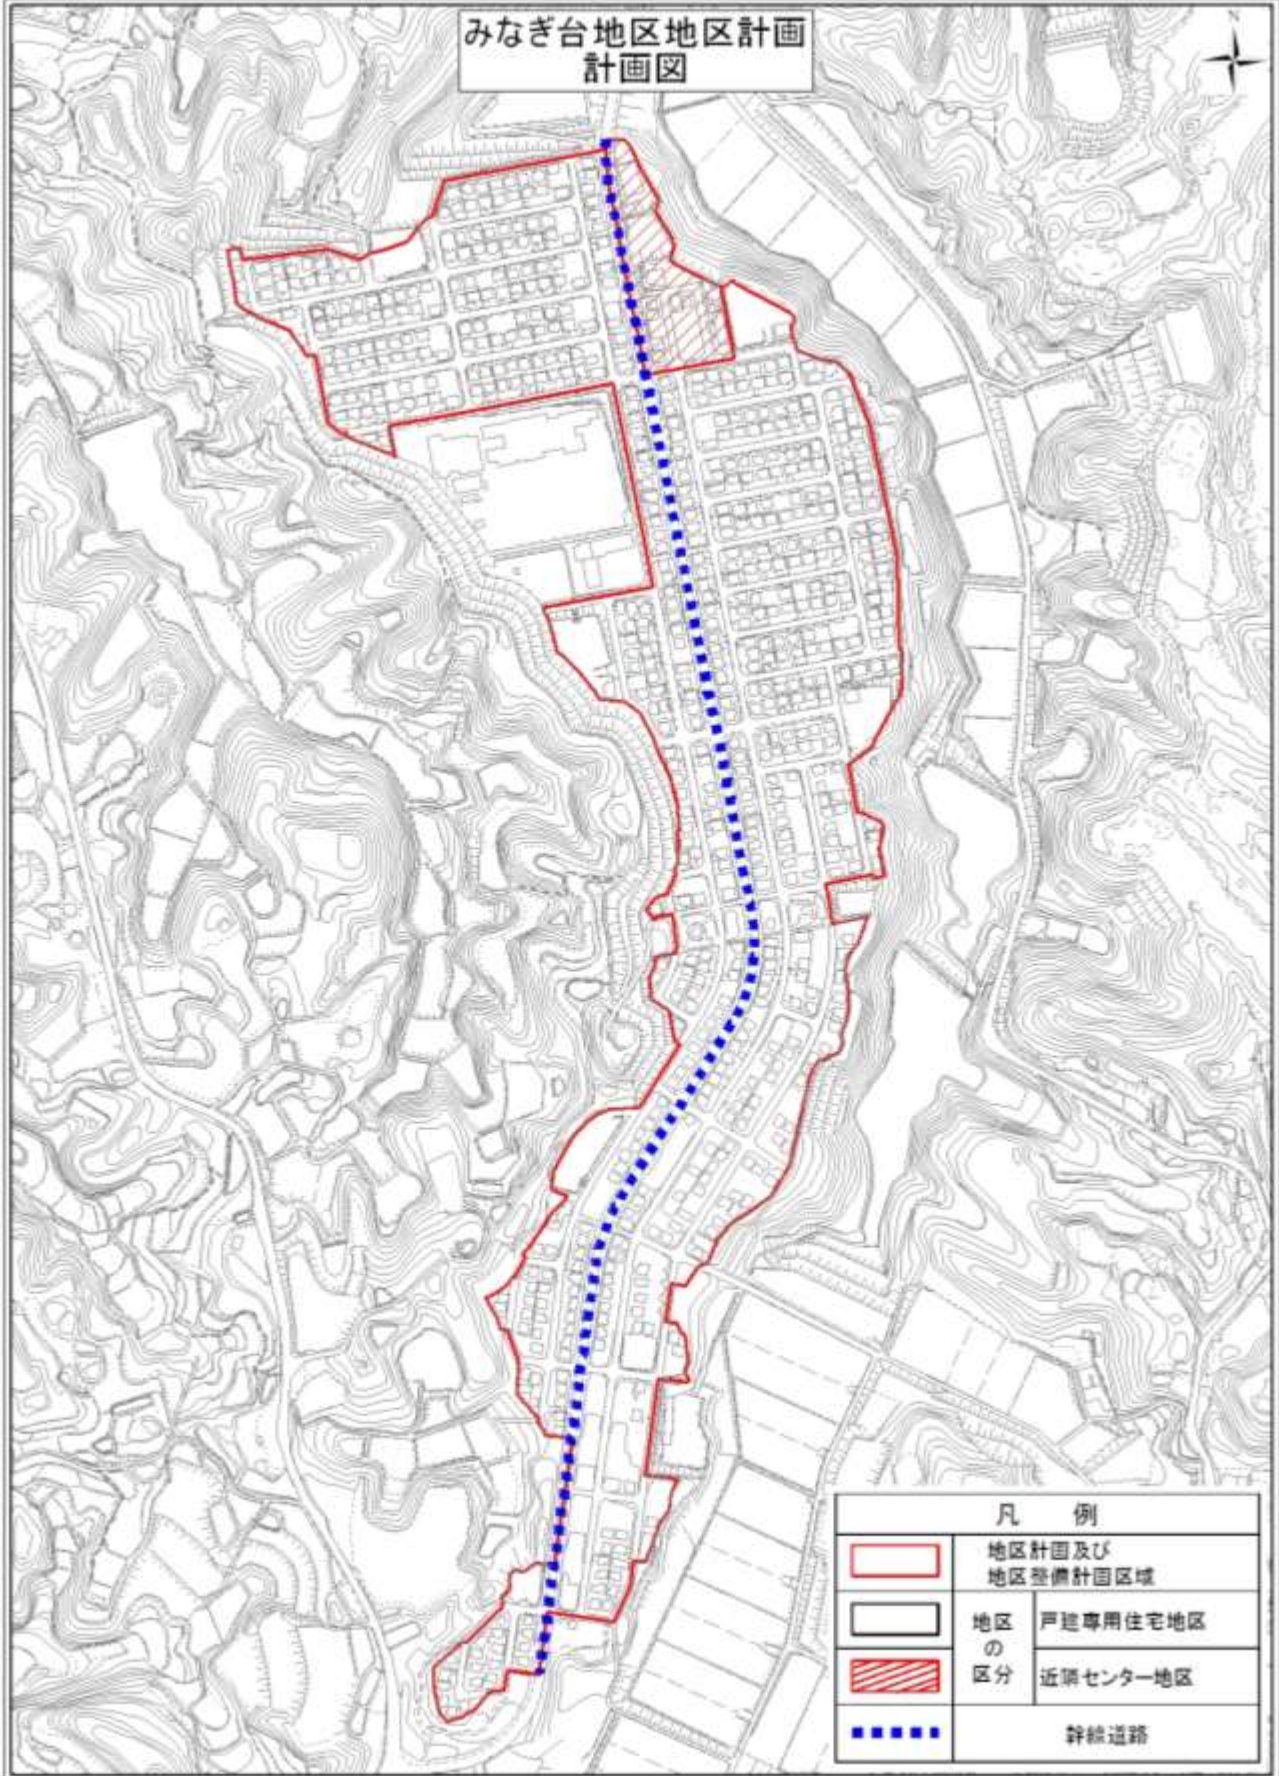 みなぎ台地区地区計画
計画図
N
凡 例
地区計画及び
地区整備計画区域
地区
の
区分
戸建専用住宅地区
近隣センター地区
幹線道路